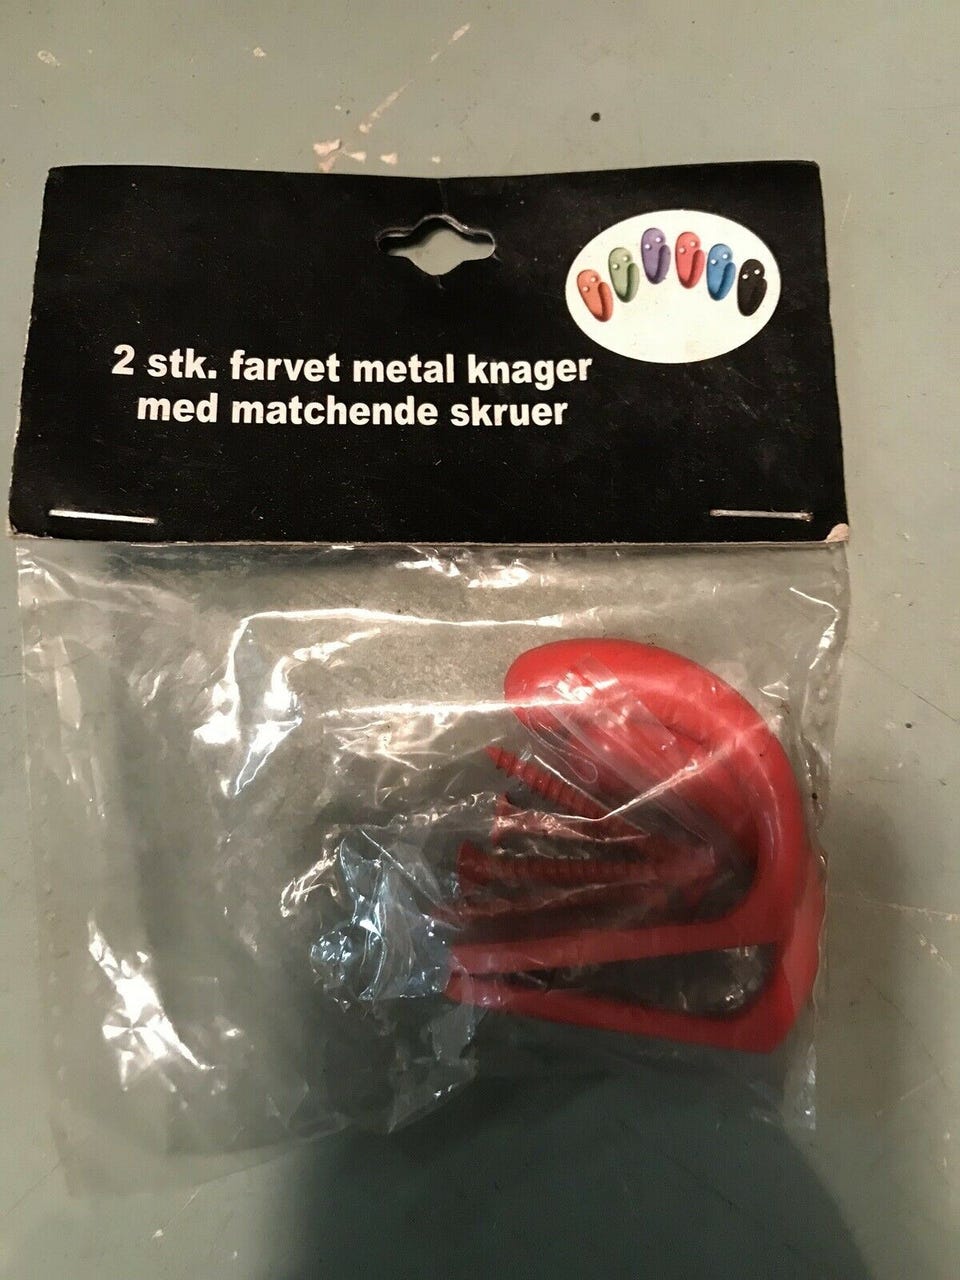 2 stk. farvet metal knager
med matchende skruer